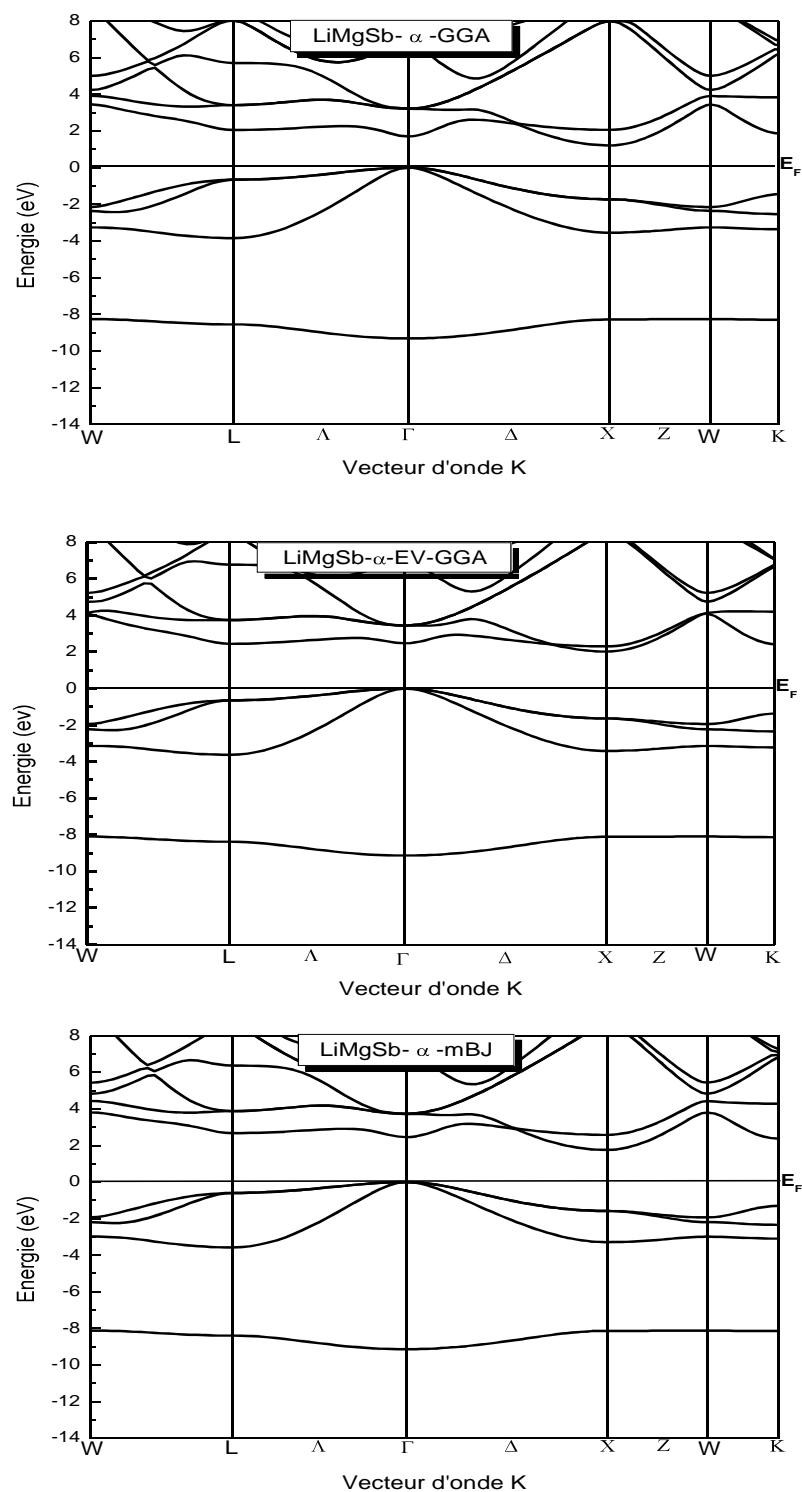 LiMgSb- α -GGA
8
6
4
2
0
-2
-4
-6
-8
-10
-12
-14
Energie (eV)
E_F
W L Λ Γ Δ X Z W K
Vecteur d'onde K
LiMgSb-α-EV-GGA
8
6
4
2
0
-2
-4
-6
-8
-10
-12
-14
Energie (ev)
E_F
W L Λ Γ Δ X Z W K
Vecteur d'onde K
LiMgSb- α -mBJ
8
6
4
2
0
-2
-4
-6
-8
-10
-12
-14
Energie (eV)
E_F
W L Λ Γ Δ X Z W K
Vecteur d'onde K